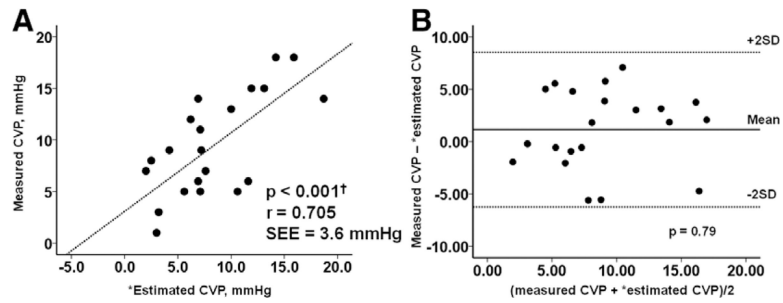 A
20
15
10
5
0
Measured CVP, mmHg
p < 0.001†
r = 0.705
SEE = 3.6 mmHg
-5.0 0.0 5.0 10.0 15.0 20.0
*Estimated CVP, mmHg
B
10.00
5.00
0.00
-5.00
-10.00
Measured CVP – *estimated CVP
+2SD
Mean
-2SD
p = 0.79
0.00 5.00 10.00 15.00 20.00
(measured CVP + *estimated CVP)/2